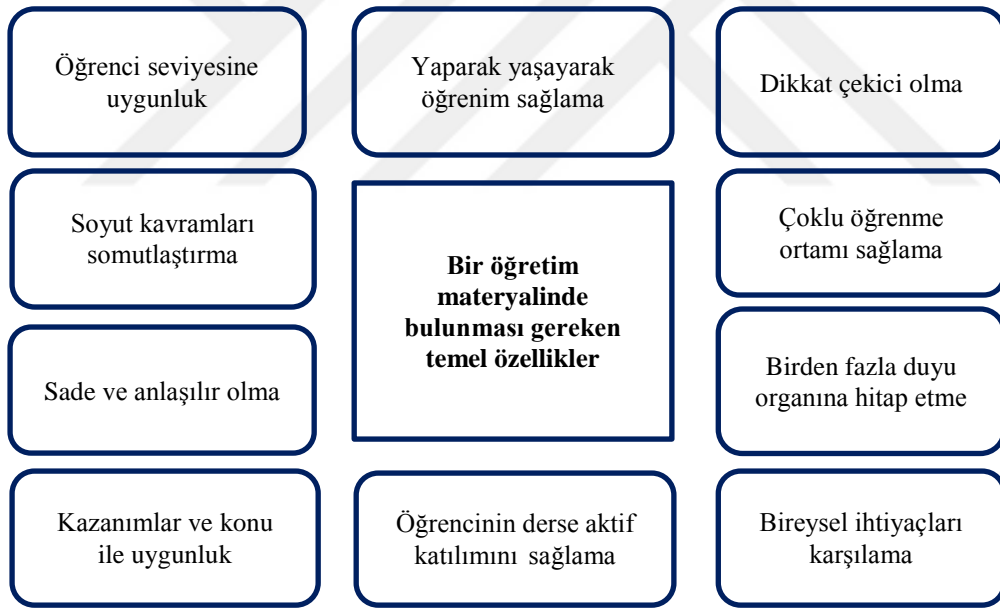 Öğrenci seviyesine
uygunluk
Yaparak yaşayarak
öğrenim sağlama
Dikkat çekici olma
Soyut kavramları
somutlaştırma
Bir öğretim
materyalinde
bulunması gereken
temel özellikler
Çoklu öğrenme
ortamı sağlama
Sade ve anlaşılır olma
Birden fazla duyu
organına hitap etme
Kazanımlar ve konu
ile uygunluk
Öğrencinin derse aktif
katılımını sağlama
Bireysel ihtiyaçları
karşılama